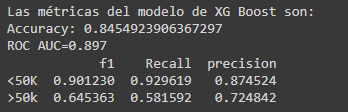 Las métricas del modelo de XG Boost son:
Accuracy: 0.8454923906367297
ROC AUC=0.897
f1 Recall precision
<50K 0.901230 0.929619 0.874524
>50k 0.645363 0.581592 0.724842